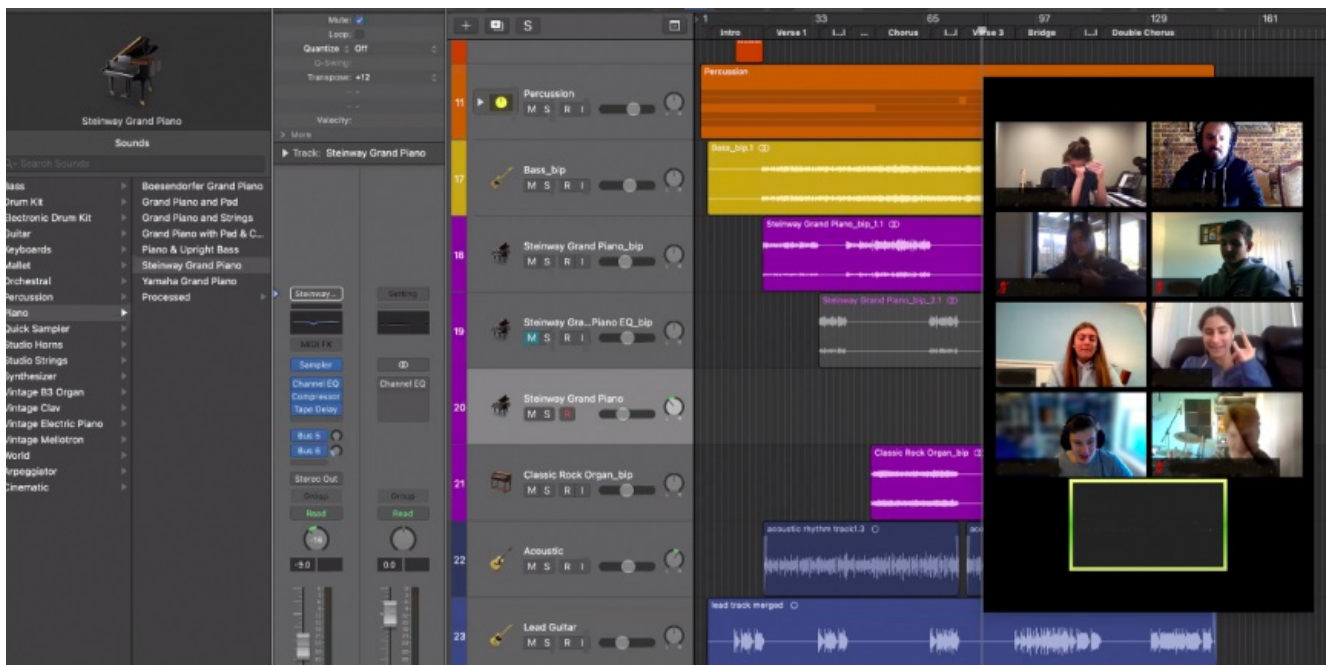 Steinway Grand Piano
Sounds
Search Sounds
Bass
Drum Kit
Electronic Drum Kit
Guitar
Keyboards
Mallet
Orchestral
Percussion
Piano
Quick Sampler
Studio Horns
Studio Strings
Synthesizer
Vintage B3 Organ
Vintage Clav
Vintage Electric Piano
Vintage Mellotron
World
Arpeggiator
Cinematic
Boesendorfer Grand Piano
Grand Piano and Pad
Grand Piano and Strings
Grand Piano with Pad & C...
Piano & Upright Bass
Steinway Grand Piano
Yamaha Grand Piano
Processed
Mute:
Loop:
Quantize Off
Q-Swing:
Transpose: +12
Velocity:
More
Track: Steinway Grand Piano
Steinway...
Setting
MIDI FX
Sampler
Channel EQ
Channel EQ
Compressor
Tape Delay
Bus 5
Bus 6
Stereo Out
Group
Group
Read
Read
-16
-9.0
0.0
S
11
Percussion
M S R I
17
Bass_bip
M S R I
18
Steinway Grand Piano_bip
M S R I
19
Steinway Gra...Piano EQ_bip
M S R I
20
Steinway Grand Piano
M S R
21
Classic Rock Organ_bip
M S R I
22
Acoustic
M S R I
23
Lead Guitar
M S R I
1 33 65 97 129 161
Intro Verse 1 ... Chorus Verse 3 Bridge Double Chorus
Percussion
Bass_bip.1
Steinway Grand Piano_bip_1.1
Steinway Grand Piano_bip_2.1
Classic Rock Organ_bip
acoustic rhythm track1.3
aco
lead track merged